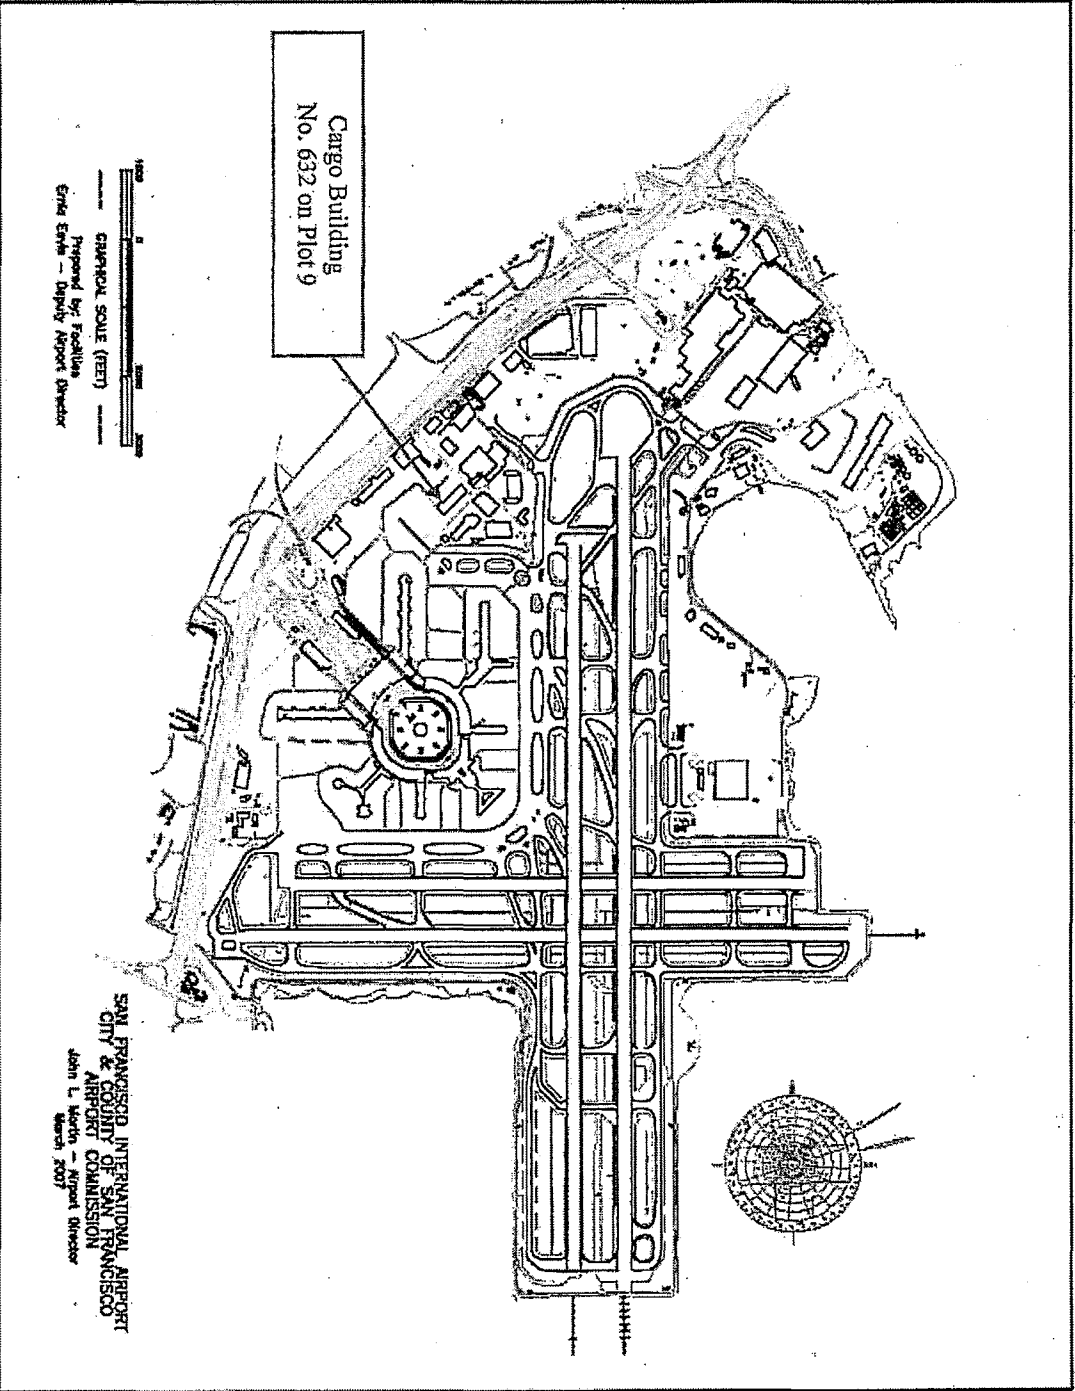 Cargo Building
No. 632 on Plot 9
GRAPHICAL SCALE (FEET)
Prepared by: Facilities
Ernie Eavis - Deputy Airport Director
SAN FRANCISCO INTERNATIONAL AIRPORT
CITY & COUNTY OF SAN FRANCISCO
AIRPORT COMMISSION
John L. Martin - Airport Director
March 2007